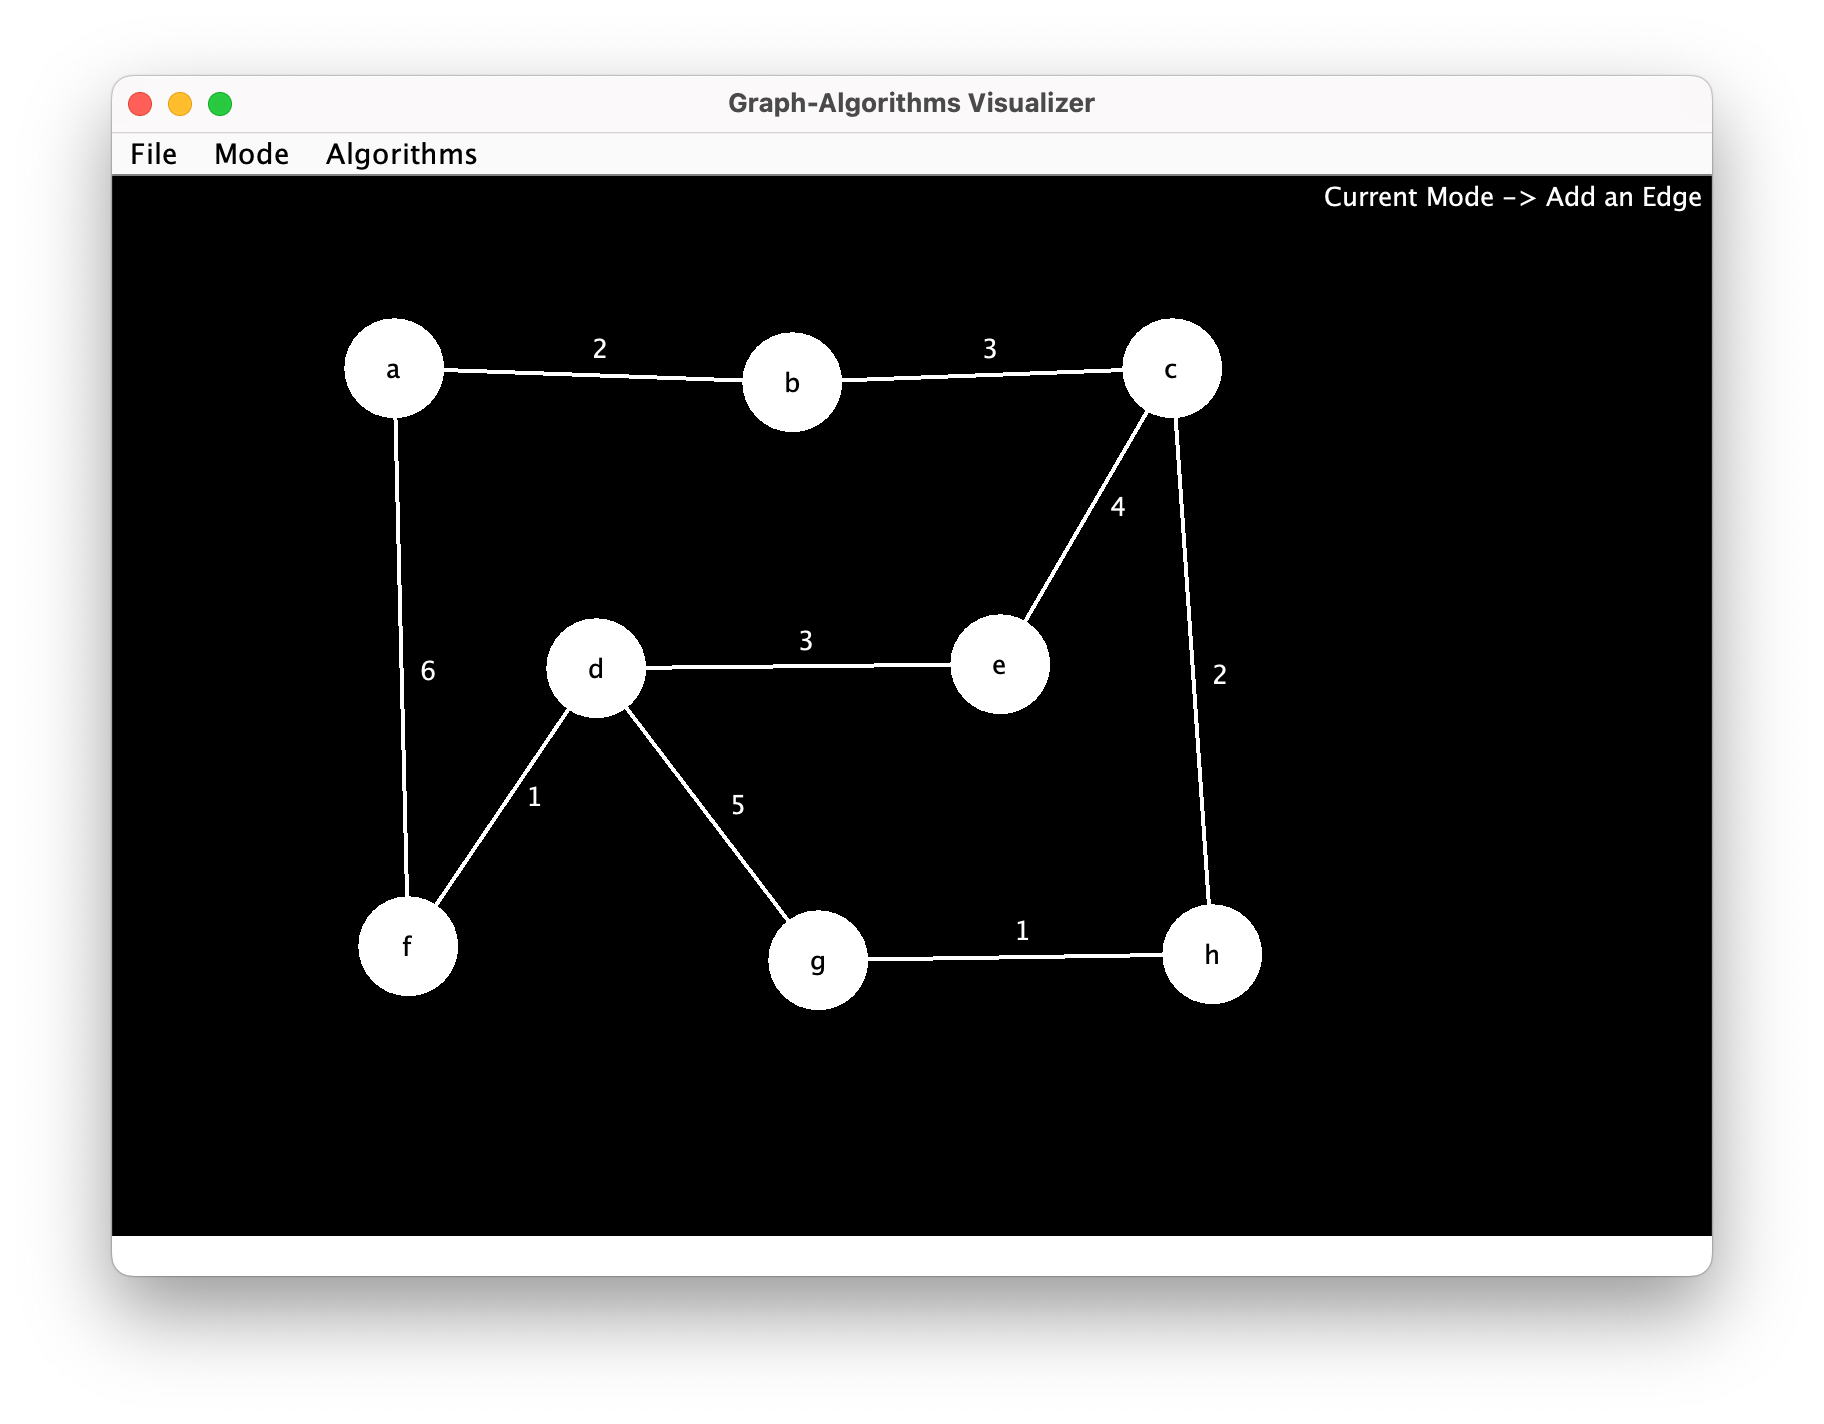 Graph-Algorithms Visualizer
File Mode Algorithms
Current Mode -> Add an Edge
2
3
a
b
c
4
3
6
d
e
2
1
5
f
g
1
h